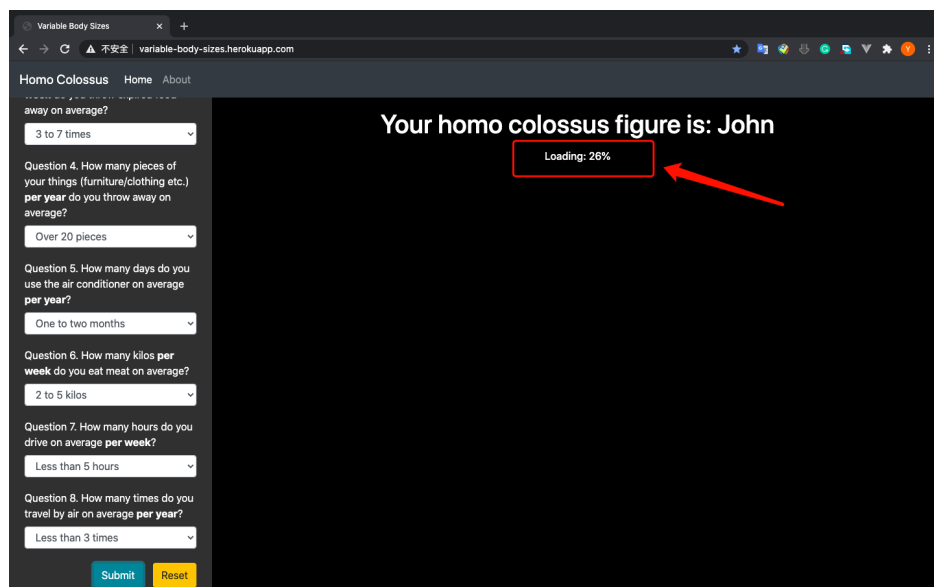 Variable Body Sizes
不安全 variable-body-sizes.herokuapp.com
Homo Colossus Home About
away on average?
3 to 7 times
Question 4. How many pieces of
your things (furniture/clothing etc.)
per year do you throw away on
average?
Over 20 pieces
Question 5. How many days do you
use the air conditioner on average
per year?
One to two months
Question 6. How many kilos per
week do you eat meat on average?
2 to 5 kilos
Question 7. How many hours do you
drive on average per week?
Less than 5 hours
Question 8. How many times do you
travel by air on average per year?
Less than 3 times
Submit Reset
Your homo colossus figure is: John
Loading: 26%